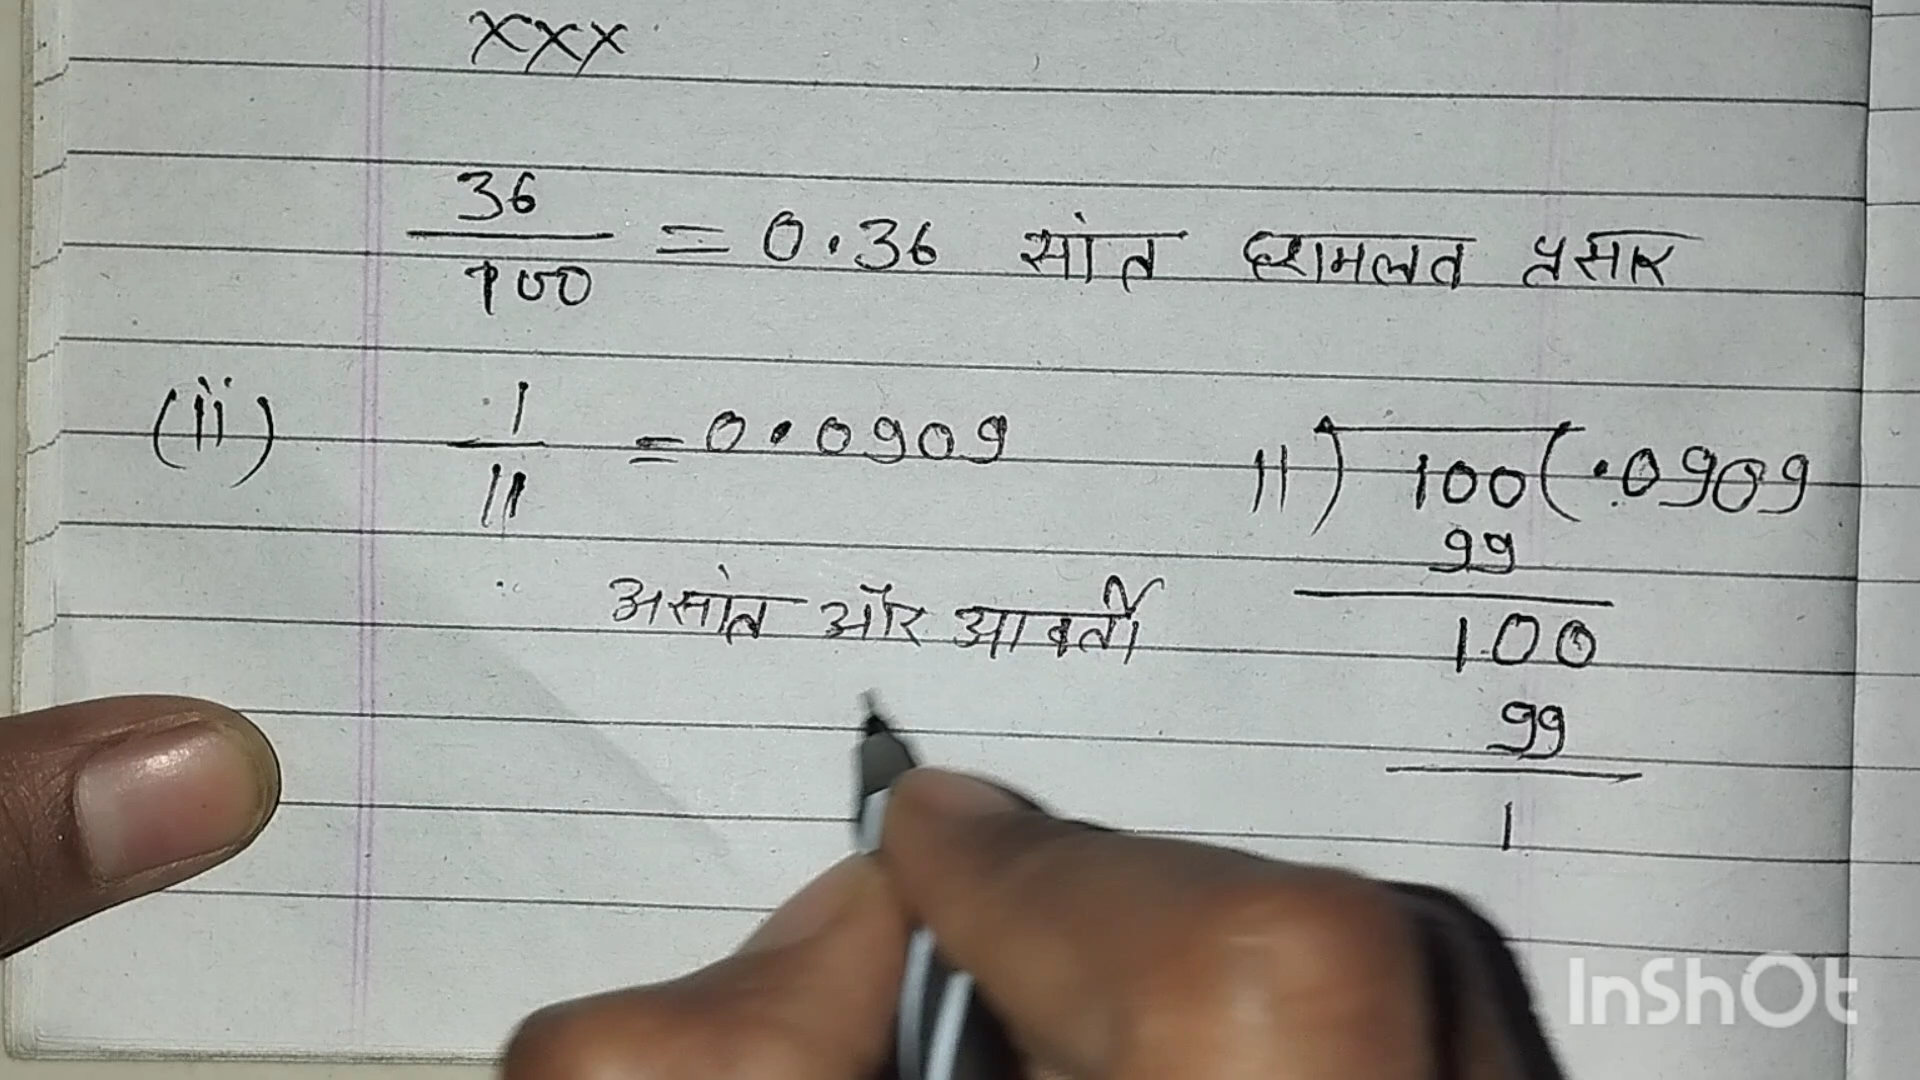 xxx
36
100
= 0.36 सांत दशमलव प्रसार
(ii) 1
11
= 0.0909
11) 100 (.0909
99
असांत और आवर्ती
100
99
1
InShOt